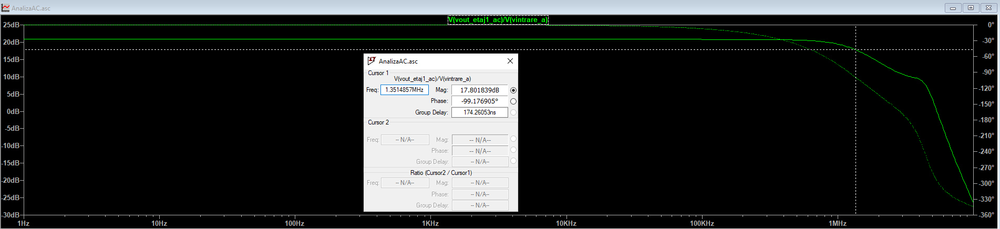 AnalizaAC.asc
V(vout_etaj1_ac)/V(vintrare_a)
25dB
20dB
15dB
10dB
5dB
0dB
-5dB
-10dB
-15dB
-20dB
-25dB
-30dB
0°
-30°
-60°
-90°
-120°
-150°
-180°
-210°
-240°
-270°
-300°
-330°
-360°
AnalizaAC.asc
Cursor 1
V(vout_etaj1_ac)/V(vintrare_a)
Freq: 1.3514857MHz Mag: 17.801839dB
Phase: -99.176905°
Group Delay: 174.26053ns
Cursor 2
Freq: -- N/A-- Mag: -- N/A--
Phase: -- N/A--
Group Delay: -- N/A--
Ratio (Cursor2 / Cursor1)
Freq: -- N/A-- Mag: -- N/A--
Phase: -- N/A--
Group Delay: -- N/A--
1Hz 10Hz 100Hz 1KHz 10KHz 100KHz 1MHz